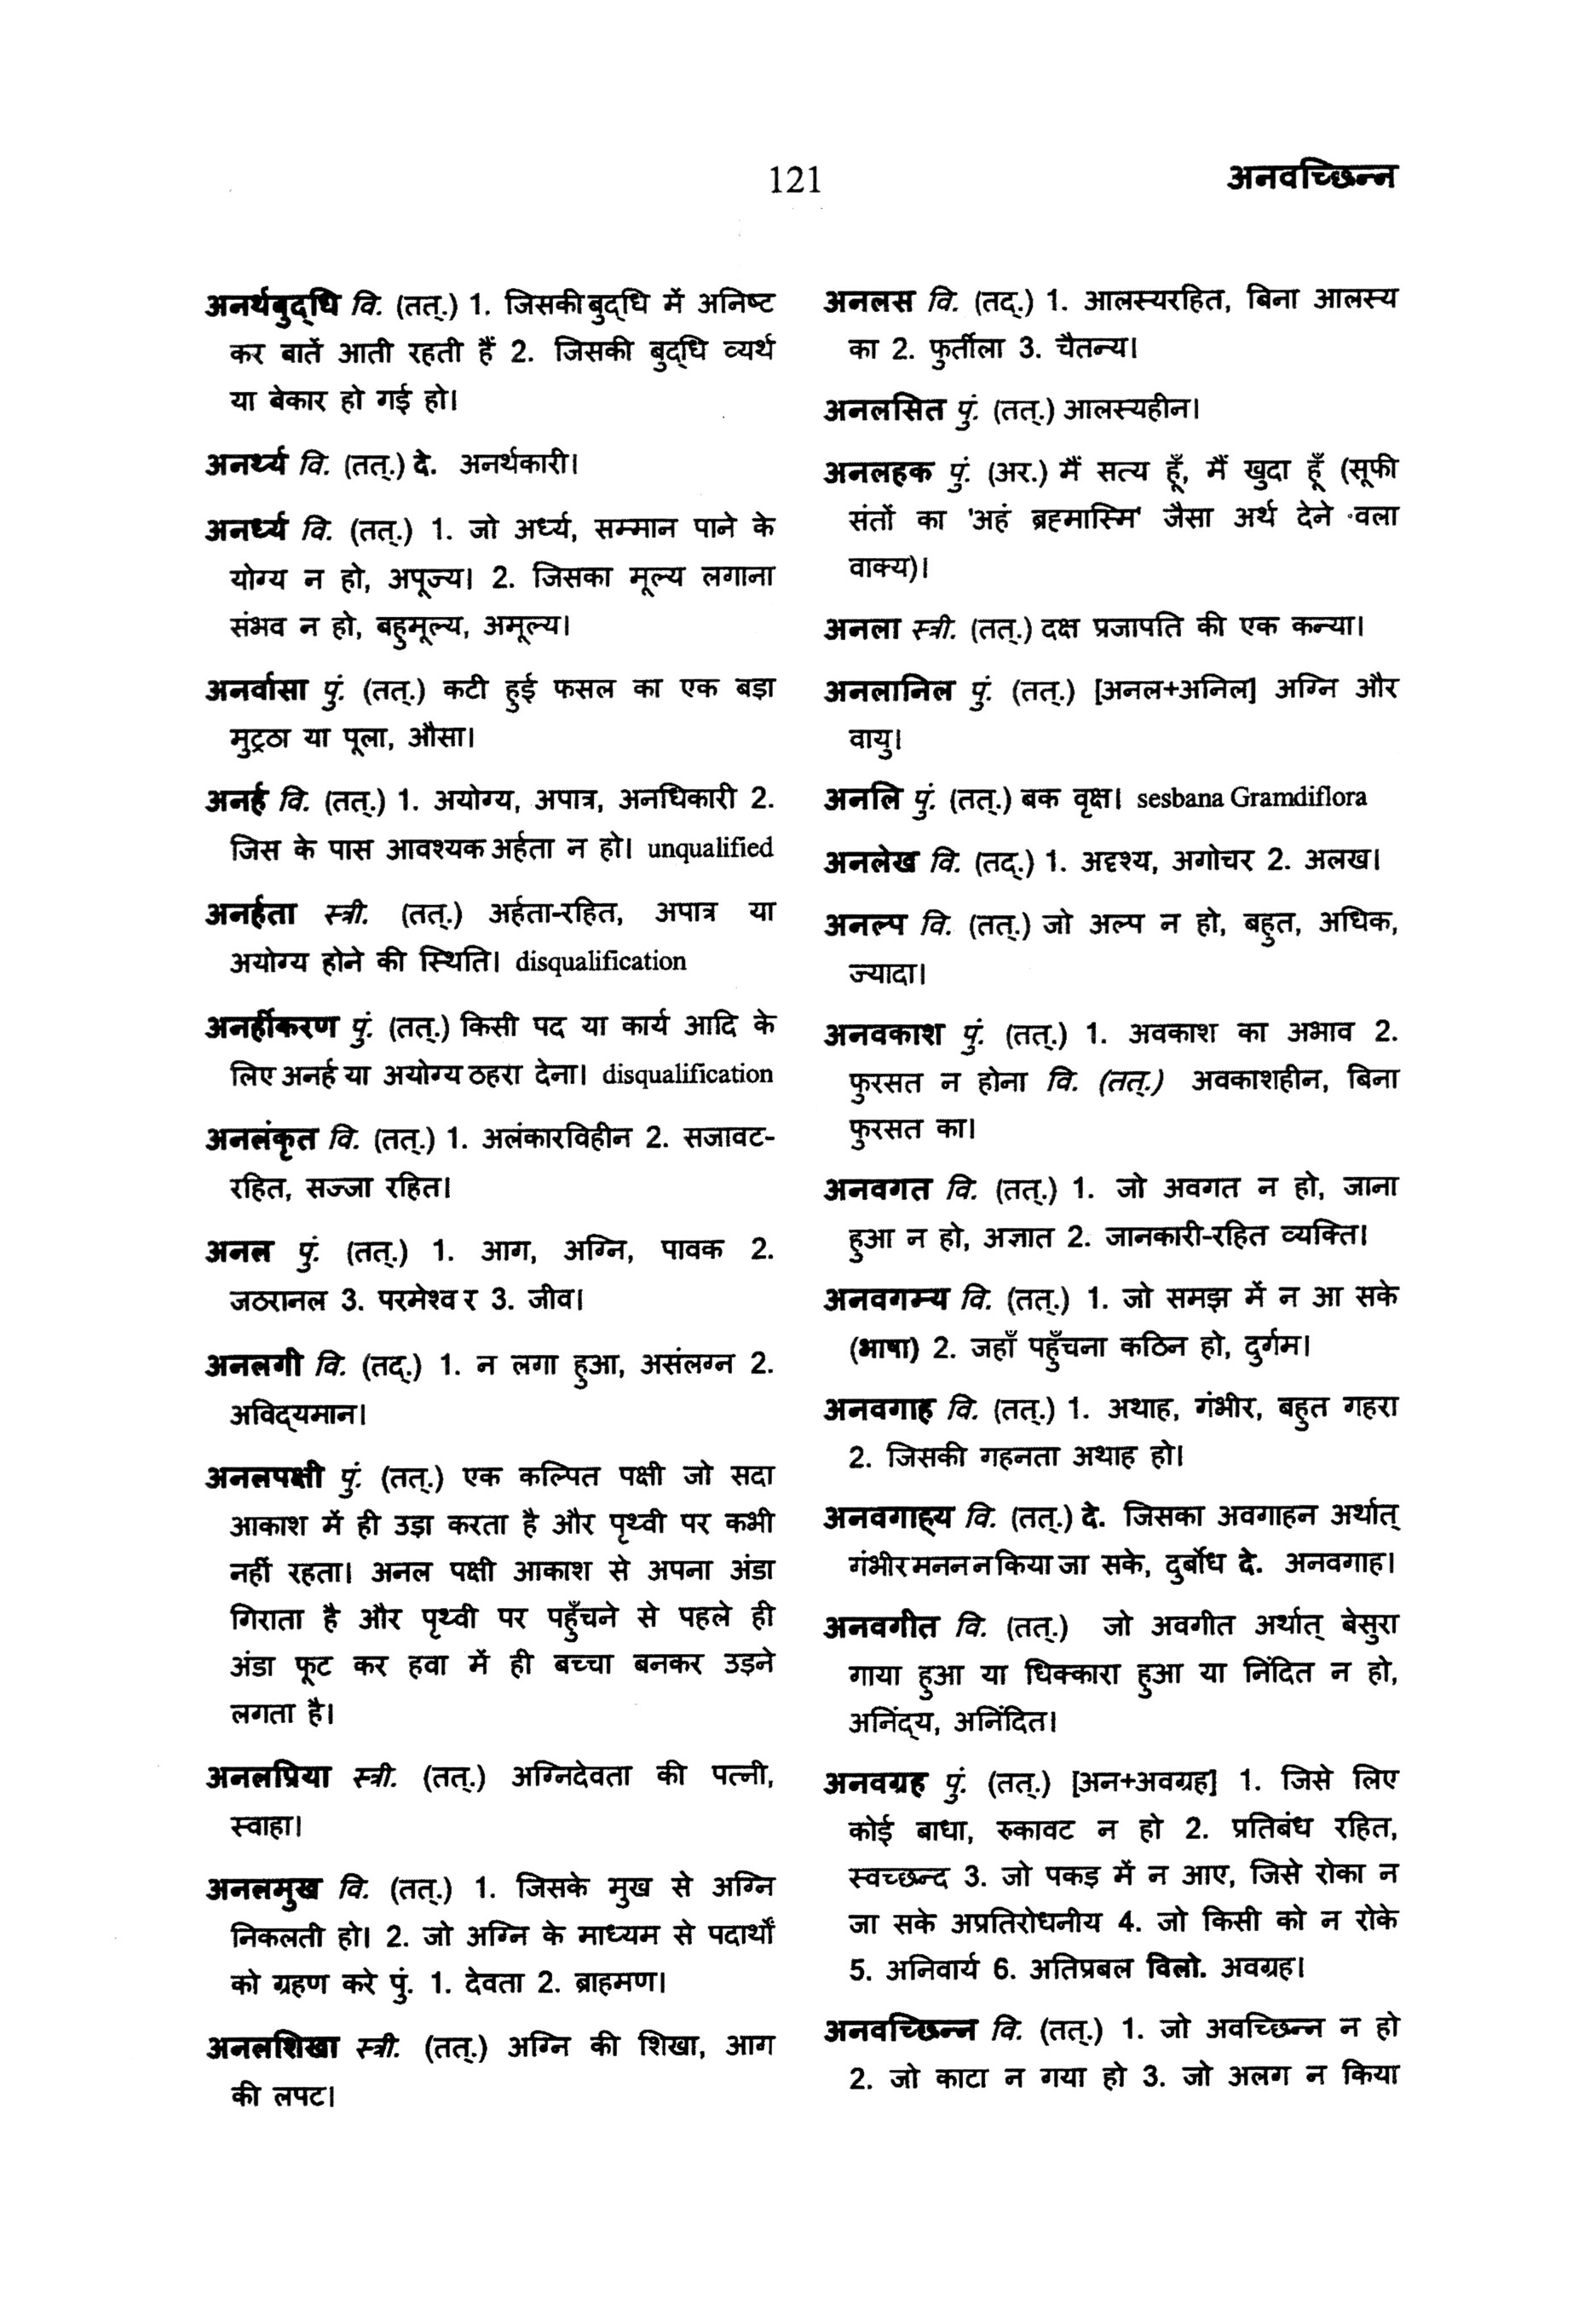 121
अनवच्छिन्न
अनर्थबुद्धि वि. (तत्.) 1. जिसकी बुद्धि में अनिष्ट
कर बातें आती रहती हैं 2. जिसकी बुद्धि व्यर्थ
या बेकार हो गई हो।
अनर्थ्य वि. (तत्.) दे. अनर्थकारी।
अनर्ध्य वि. (तत्.) 1. जो अर्ध्य, सम्मान पाने के
योग्य न हो, अपूज्य। 2. जिसका मूल्य लगाना
संभव न हो, बहुमूल्य, अमूल्य।
अनर्वासा पुं. (तत्.) कटी हुई फसल का एक बड़ा
मुट्ठा या पूला, औसा।
अनर्ह वि. (तत्.) 1. अयोग्य, अपात्र, अनधिकारी 2.
जिस के पास आवश्यक अर्हता न हो। unqualified
अनर्हता स्त्री. (तत्.) अर्हता-रहित, अपात्र या
अयोग्य होने की स्थिति। disqualification
अनर्हीकरण पुं. (तत्.) किसी पद या कार्य आदि के
लिए अनर्ह या अयोग्य ठहरा देना। disqualification
अनलंकृत वि. (तत्.) 1. अलंकारविहीन 2. सजावट-
रहित, सज्जा रहित।
अनल पुं. (तत्.) 1. आग, अग्नि, पावक 2.
जठरानल 3. परमेश्वर 3. जीव।
अनलगी वि. (तद्.) 1. न लगा हुआ, असंलग्न 2.
अविद्यमान।
अनलपक्षी पुं. (तत्.) एक कल्पित पक्षी जो सदा
आकाश में ही उड़ा करता है और पृथ्वी पर कभी
नहीं रहता। अनल पक्षी आकाश से अपना अंडा
गिराता है और पृथ्वी पर पहुँचने से पहले ही
अंडा फूट कर हवा में ही बच्चा बनकर उड़ने
लगता है।
अनलप्रिया स्त्री. (तत्.) अग्निदेवता की पत्नी,
स्वाहा।
अनलमुख वि. (तत्.) 1. जिसके मुख से अग्नि
निकलती हो। 2. जो अग्नि के माध्यम से पदार्थों
को ग्रहण करे पुं. 1. देवता 2. ब्राहमण।
अनलशिखा स्त्री. (तत्.) अग्नि की शिखा, आग
की लपट।
अनलस वि. (तद्.) 1. आलस्यरहित, बिना आलस्य
का 2. फुर्तीला 3. चैतन्य।
अनलसित पुं. (तत्.) आलस्यहीन।
अनलहक पुं. (अर.) मैं सत्य हूँ, मैं खुदा हूँ (सूफी
संतों का 'अहं ब्रहमास्मि' जैसा अर्थ देने वला
वाक्य)।
अनला स्त्री. (तत्.) दक्ष प्रजापति की एक कन्या।
अनलानिल पुं. (तत्.) [अनल+अनिल] अग्नि और
वायु।
अनलि पुं. (तत्.) बक वृक्ष। sesbana Gramdiflora
अनलेख वि. (तद्.) 1. अदृश्य, अगोचर 2. अलख।
अनल्प वि. (तत्.) जो अल्प न हो, बहुत, अधिक,
ज्यादा।
अनवकाश पुं. (तत्.) 1. अवकाश का अभाव 2.
फुरसत न होना वि. (तत्.) अवकाशहीन, बिना
फुरसत का।
अनवगत वि. (तत्.) 1. जो अवगत न हो, जाना
हुआ न हो, अज्ञात 2. जानकारी-रहित व्यक्ति।
अनवगम्य वि. (तत्.) 1. जो समझ में न आ सके
(भाषा) 2. जहाँ पहुँचना कठिन हो, दुर्गम।
अनवगाह वि. (तत्.) 1. अथाह, गंभीर, बहुत गहरा
2. जिसकी गहनता अथाह हो।
अनवगाह्य वि. (तत्.) दे. जिसका अवगाहन अर्थात्
गंभीर मनन न किया जा सके, दुर्बोध दे. अनवगाह।
अनवगीत वि. (तत्.) जो अवगीत अर्थात् बेसुरा
गाया हुआ या धिक्कारा हुआ या निंदित न हो,
अनिंद्य, अनिंदित।
अनवग्रह पुं. (तत्.) [अन+अवग्रह] 1. जिसे लिए
कोई बाधा, रुकावट न हो 2. प्रतिबंध रहित,
स्वच्छन्द 3. जो पकड़ में न आए, जिसे रोका न
जा सके अप्रतिरोधनीय 4. जो किसी को न रोके
5. अनिवार्य 6. अतिप्रबल विलो. अवग्रह।
अनवच्छिन्न वि. (तत्.) 1. जो अवच्छिन्न न हो
2. जो काटा न गया हो 3. जो अलग न किया